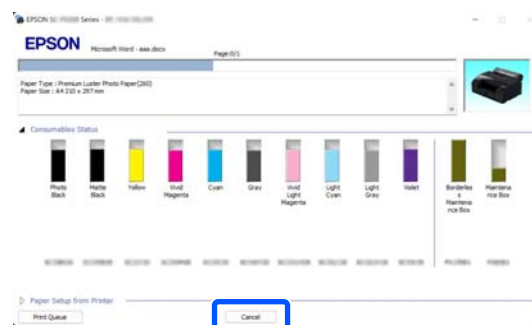 EPSON Series -
EPSON
Microsoft Word - aaa.docx
Page:0/1
Paper Type : Premium Luster Photo Paper(260)
Paper Size : A4 210 x 297 mm
Consumables Status
Photo Black
Matte Black
Yellow
Vivid Magenta
Cyan
Gray
Vivid Light Magenta
Light Cyan
Light Gray
Violet
Borderles
s
Maintena
nce Box
Maintena
nce Box
Paper Setup from Printer
Print Queue
Cancel